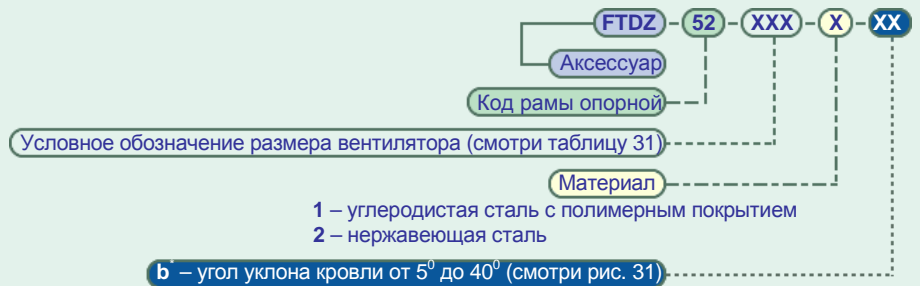 FTDZ - 52 - XXX - X - XX
Аксессуар
Код рамы опорной
Условное обозначение размера вентилятора (смотри таблицу 31)
Материал
1 – углеродистая сталь с полимерным покрытием
2 – нержавеющая сталь
b* – угол уклона кровли от 5⁰ до 40⁰ (смотри рис. 31)